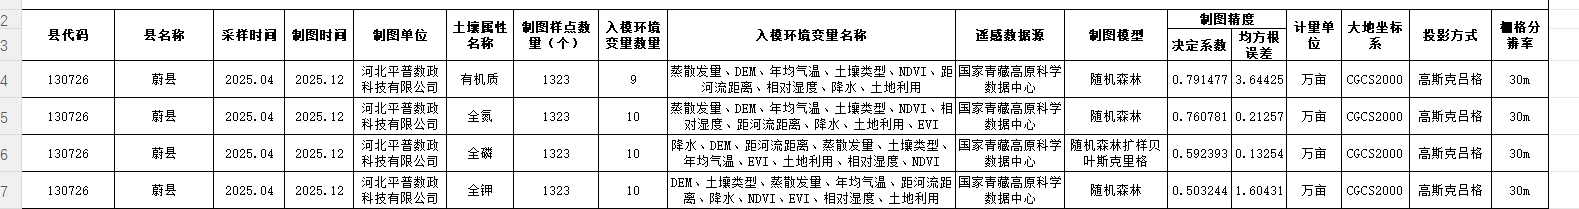 2
制图精度
县代码 县名称 采样时间 制图时间 制图单位 土壤属性名称 制图样点数量（个） 入模环境变量数量 入模环境变量名称 遥感数据源 制图模型 计量单位 大地坐标系 投影方式 栅格分辨率
3
决定系数 均方根误差
4 130726 蔚县 2025.04 2025.12 河北平普数政科技有限公司 有机质 1323 9 蒸散发量、DEM、年均气温、土壤类型、NDVI、距河流距离、相对湿度、降水、土地利用 国家青藏高原科学数据中心 随机森林 0.791477 3.64425 万亩 CGCS2000 高斯克吕格 30m
5 130726 蔚县 2025.04 2025.12 河北平普数政科技有限公司 全氮 1323 10 蒸散发量、DEM、年均气温、土壤类型、NDVI、相对湿度、距河流距离、降水、土地利用、EVI 国家青藏高原科学数据中心 随机森林 0.760781 0.21257 万亩 CGCS2000 高斯克吕格 30m
6 130726 蔚县 2025.04 2025.12 河北平普数政科技有限公司 全磷 1323 10 降水、DEM、距河流距离、蒸散发量、土壤类型、年均气温、EVI、土地利用、相对湿度、NDVI 国家青藏高原科学数据中心 随机森林扩样贝叶斯克里格 0.592393 0.13254 万亩 CGCS2000 高斯克吕格 30m
7 130726 蔚县 2025.04 2025.12 河北平普数政科技有限公司 全钾 1323 10 DEM、土壤类型、蒸散发量、年均气温、距河流距离、降水、NDVI、EVI、相对湿度、土地利用 国家青藏高原科学数据中心 随机森林 0.503244 1.60431 万亩 CGCS2000 高斯克吕格 30m